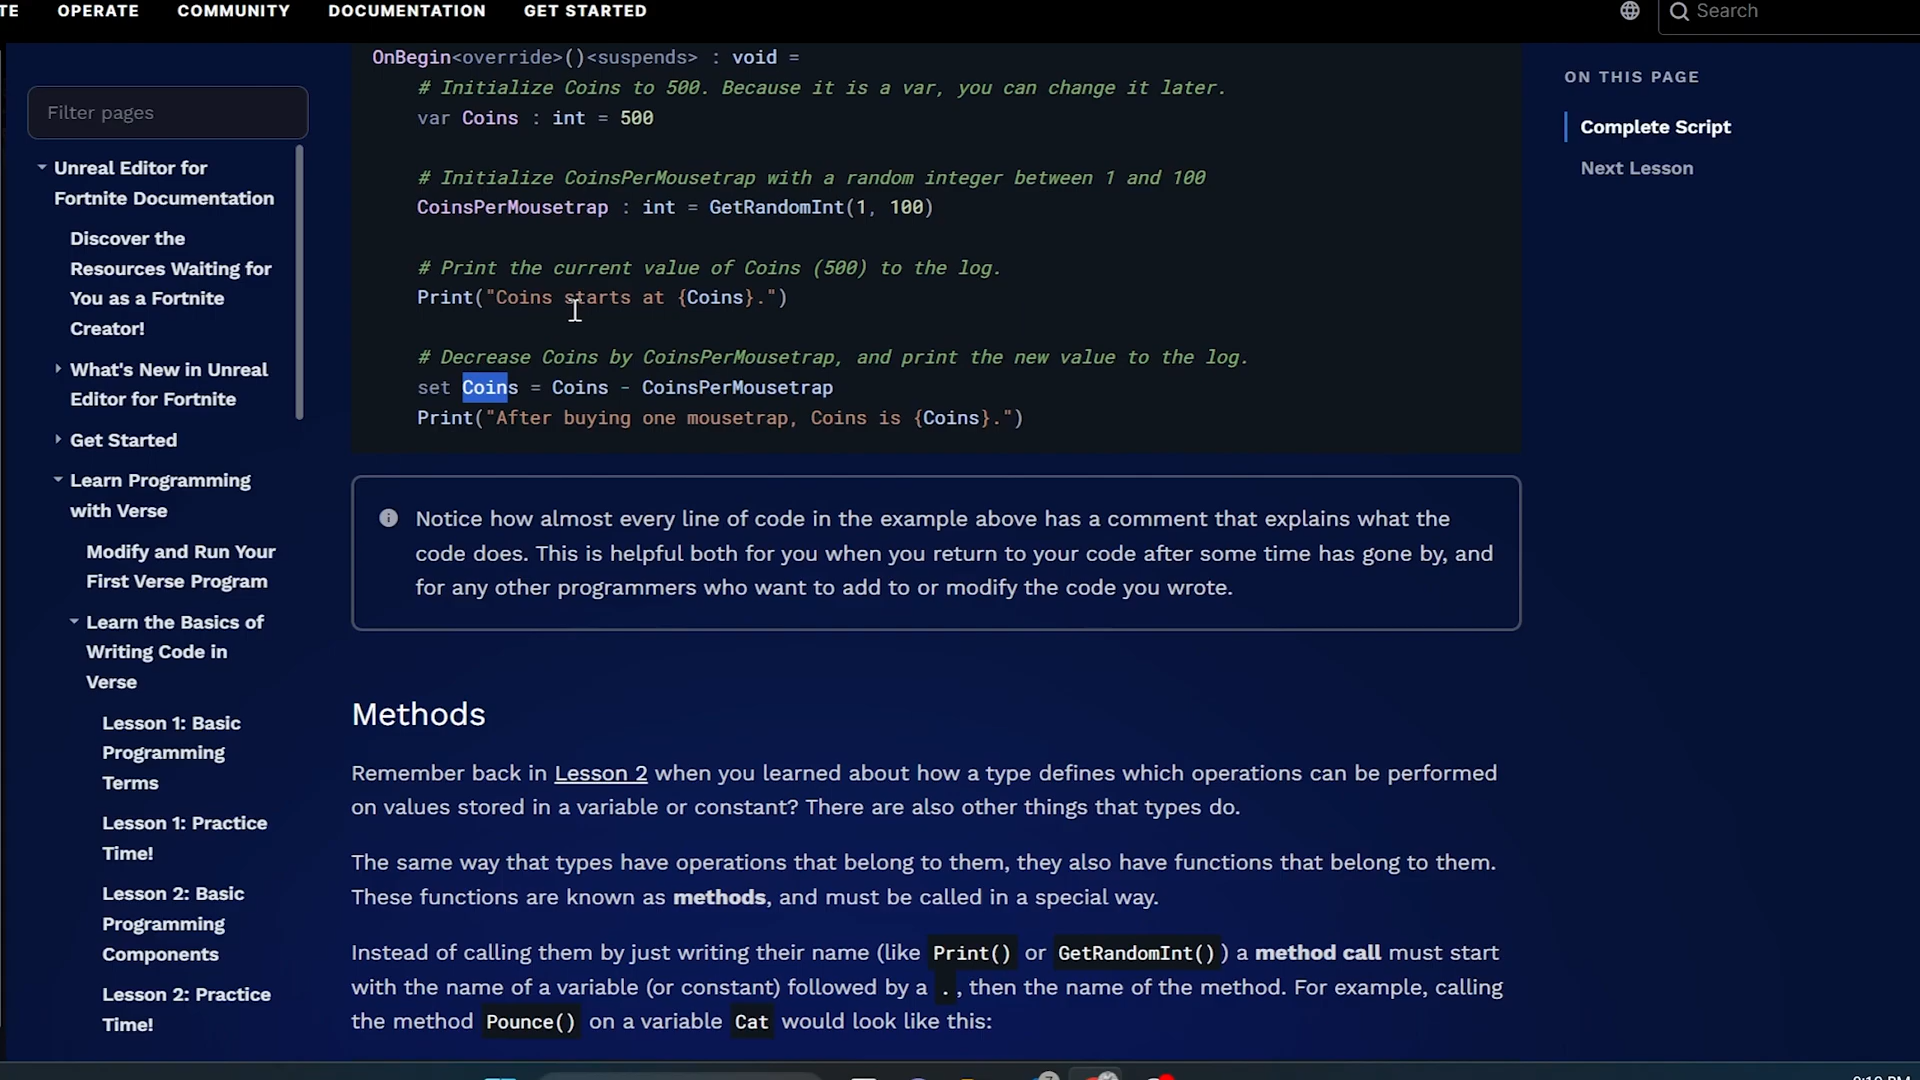 TE OPERATE COMMUNITY DOCUMENTATION GET STARTED Search
Filter pages
Unreal Editor for
Fortnite Documentation
Discover the
Resources Waiting for
You as a Fortnite
Creator!
What's New in Unreal
Editor for Fortnite
Get Started
Learn Programming
with Verse
Modify and Run Your
First Verse Program
Learn the Basics of
Writing Code in
Verse
Lesson 1: Basic
Programming
Terms
Lesson 1: Practice
Time!
Lesson 2: Basic
Programming
Components
Lesson 2: Practice
Time!
OnBegin<override>()<suspends> : void =
# Initialize Coins to 500. Because it is a var, you can change it later.
var Coins : int = 500
# Initialize CoinsPerMousetrap with a random integer between 1 and 100
CoinsPerMousetrap : int = GetRandomInt(1, 100)
# Print the current value of Coins (500) to the log.
Print("Coins starts at {Coins}.")
# Decrease Coins by CoinsPerMousetrap, and print the new value to the log.
set Coins = Coins - CoinsPerMousetrap
Print("After buying one mousetrap, Coins is {Coins}.")
Notice how almost every line of code in the example above has a comment that explains what the
code does. This is helpful both for you when you return to your code after some time has gone by, and
for any other programmers who want to add to or modify the code you wrote.
Methods
Remember back in Lesson 2 when you learned about how a type defines which operations can be performed
on values stored in a variable or constant? There are also other things that types do.
The same way that types have operations that belong to them, they also have functions that belong to them.
These functions are known as methods, and must be called in a special way.
Instead of calling them by just writing their name (like Print() or GetRandomInt()) a method call must start
with the name of a variable (or constant) followed by a ., then the name of the method. For example, calling
the method Pounce() on a variable Cat would look like this:
ON THIS PAGE
Complete Script
Next Lesson